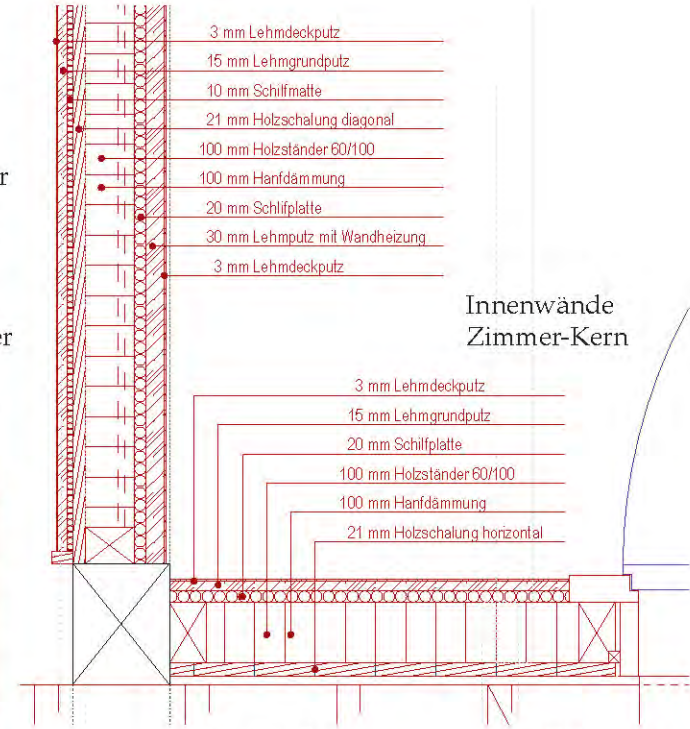 3 mm Lehmdeckputz
15 mm Lehmgrundputz
10 mm Schilfmatte
21 mm Holzschalung diagonal
100 mm Holzständer 60/100
r
100 mm Hanfdämmung
20 mm Schlifplatte
30 mm Lehmputz mit Wandheizung
3 mm Lehmdeckputz
Innenwände
er
Zimmer-Kern
3 mm Lehmdeckputz
15 mm Lehmgrundputz
20 mm Schilfplatte
100 mm Holzständer 60/100
100 mm Hanfdämmung
21 mm Holzschalung horizontal